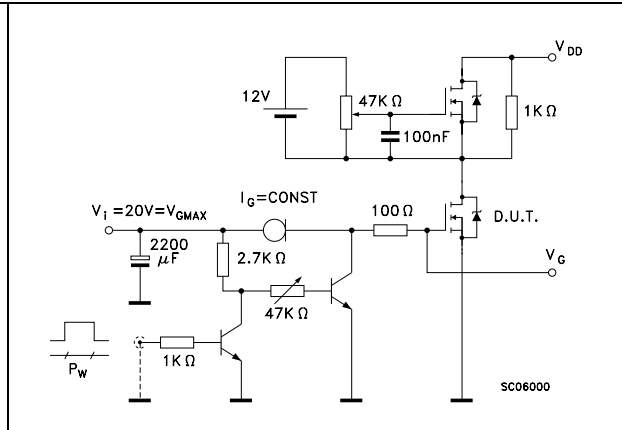 V DD
12V
47K Ω
1K Ω
100nF
I G =CONST
V i =20V=V GMAX
100 Ω
D.U.T.
2200
μF
2.7K Ω
V G
47K Ω
1K Ω
P W
SC06000